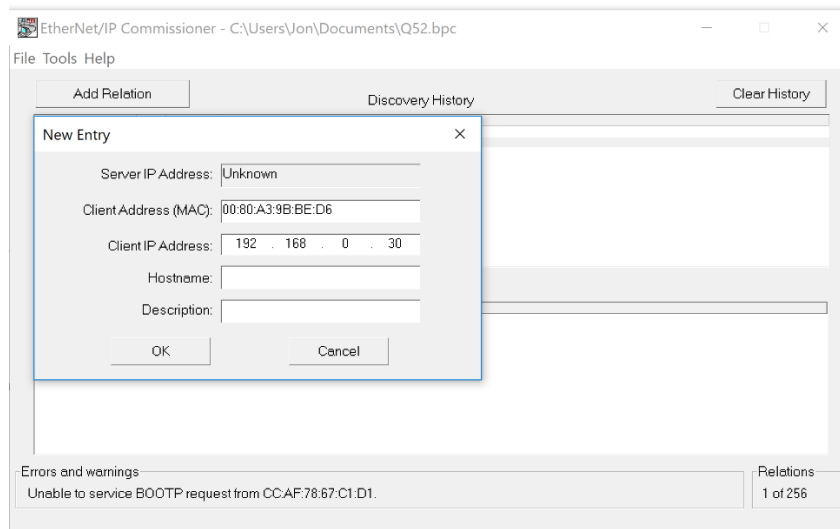 EtherNet/IP Commissioner - C:\Users\Jon\Documents\Q52.bpc
File Tools Help
Add Relation
Discovery History
Clear History
New Entry
Server IP Address: Unknown
Client Address (MAC): 00:80:A3:9B:BE:D6
Client IP Address: 192 . 168 . 0 . 30
Hostname:
Description:
OK Cancel
Errors and warnings
Unable to service BOOTP request from CC:AF:78:67:C1:D1.
Relations
1 of 256